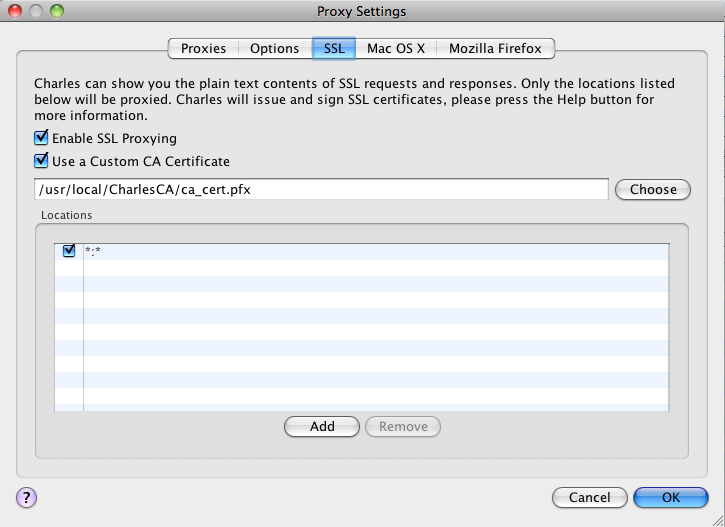 Proxy Settings
Proxies Options SSL Mac OS X Mozilla Firefox
Charles can show you the plain text contents of SSL requests and responses. Only the locations listed
below will be proxied. Charles will issue and sign SSL certificates, please press the Help button for
more information.
Enable SSL Proxying
Use a Custom CA Certificate
/usr/local/CharlesCA/ca_cert.pfx Choose
Locations
*:*
Add Remove
? Cancel OK